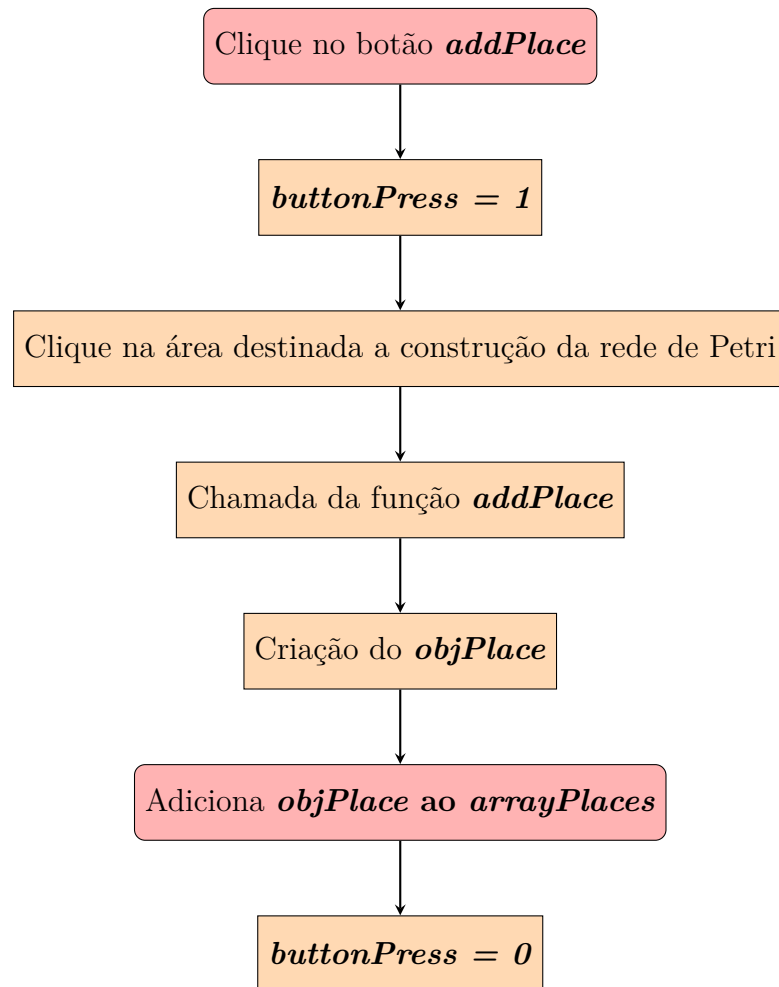 Clique no botão addPlace
buttonPress = 1
Clique na área destinada a construção da rede de Petri
Chamada da função addPlace
Criação do objPlace
Adiciona objPlace ao arrayPlaces
buttonPress = 0